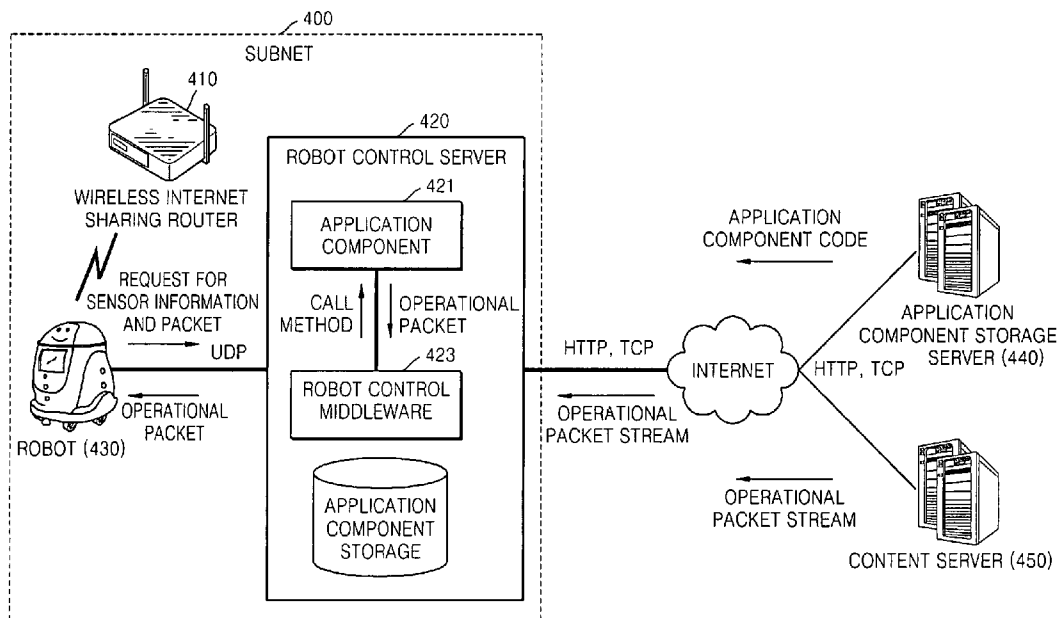 400
SUBNET
410
WIRELESS INTERNET
SHARING ROUTER
REQUEST FOR
SENSOR INFORMATION
AND PACKET
UDP
OPERATIONAL
PACKET
ROBOT (430)
420
ROBOT CONTROL SERVER
421
APPLICATION
COMPONENT
CALL
METHOD
OPERATIONAL
PACKET
423
ROBOT CONTROL
MIDDLEWARE
APPLICATION
COMPONENT
STORAGE
HTTP, TCP
OPERATIONAL
PACKET STREAM
INTERNET
HTTP, TCP
APPLICATION
COMPONENT CODE
APPLICATION
COMPONENT STORAGE
SERVER (440)
OPERATIONAL
PACKET STREAM
CONTENT SERVER (450)